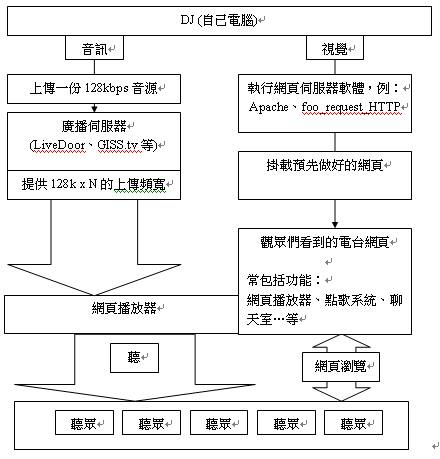 DJ (自己電腦)
音訊
視覺
上傳一份 128kbps 音源
執行網頁伺服器軟體，例：
Apache、foo_request_HTTP
廣播伺服器
(LiveDoor、GISS.tv 等)
提供 128k x N 的上傳頻寬
掛載預先做好的網頁
觀眾們看到的電台網頁
常包括功能：
網頁播放器、點歌系統、聊
天室…等
網頁播放器
聽
網頁瀏覽
聽眾
聽眾
聽眾
聽眾
聽眾